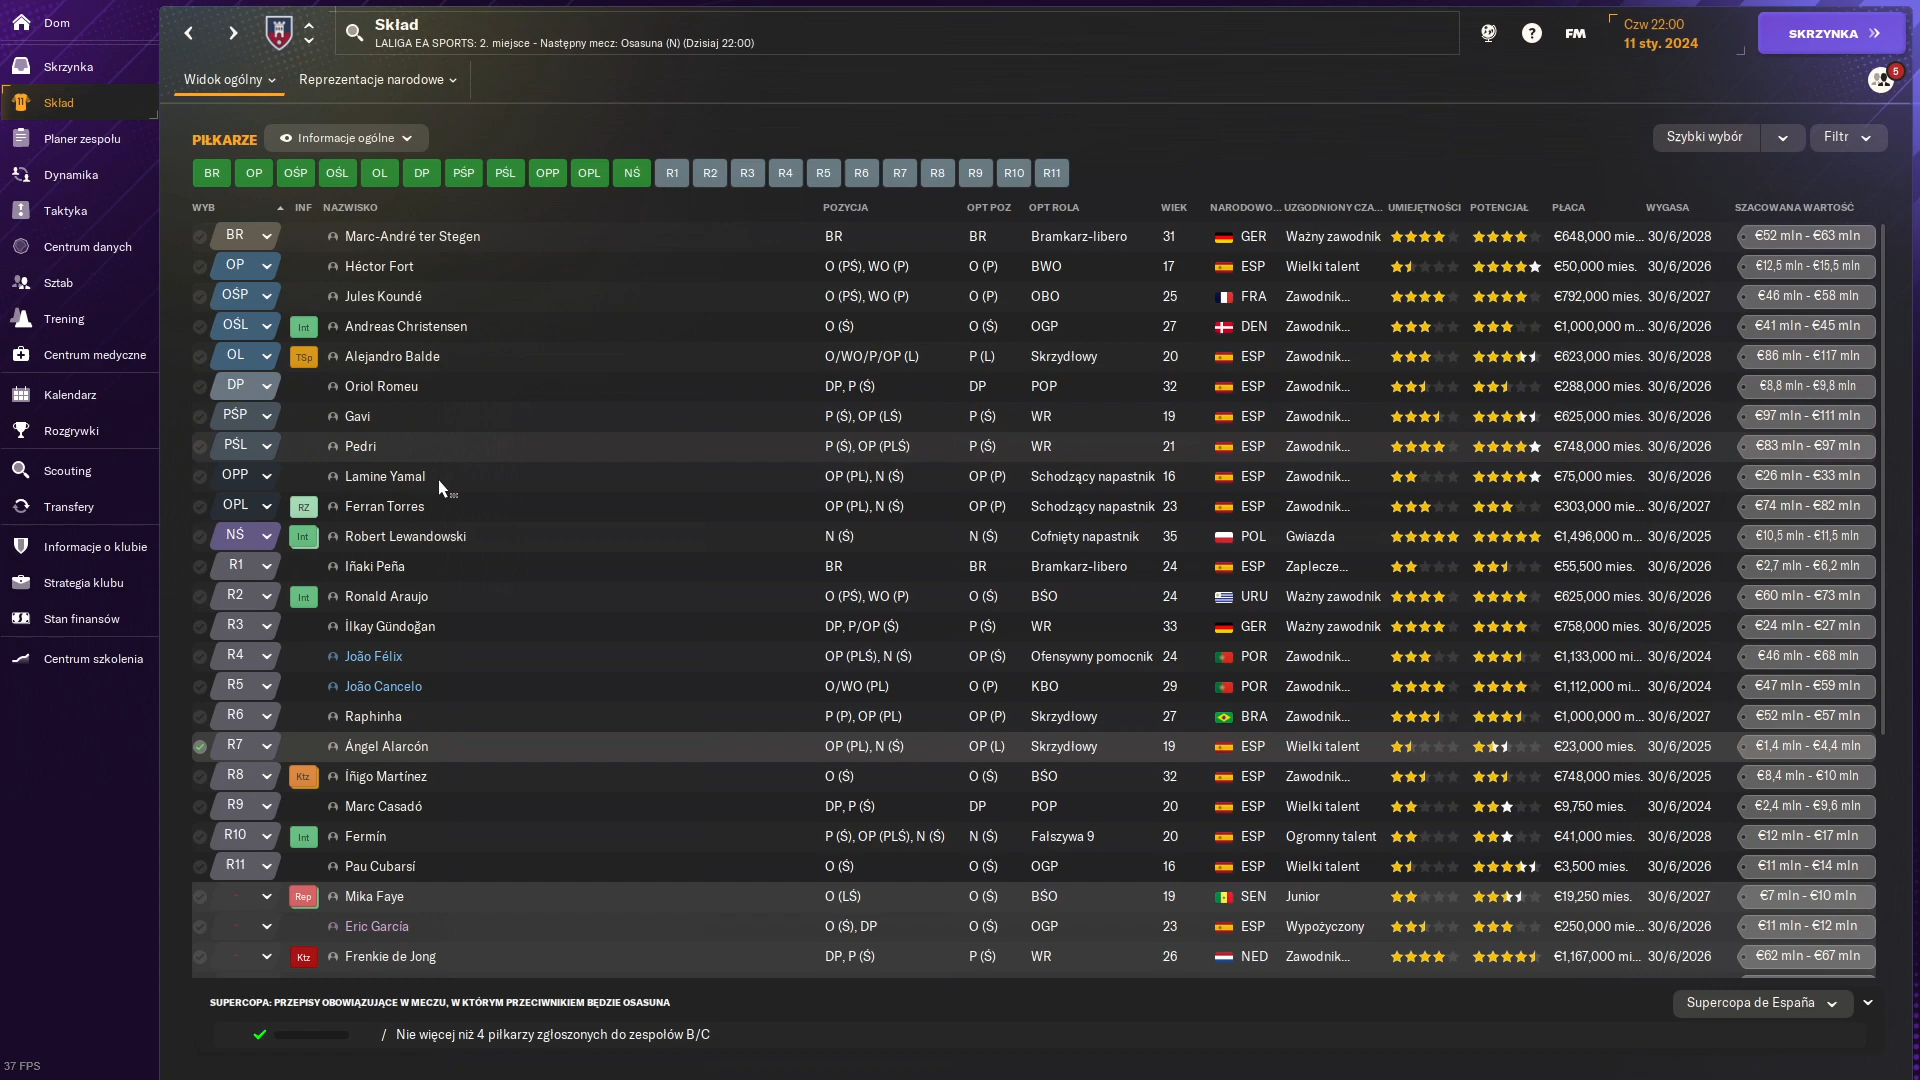 Dom
Skrzynka
Skład
Planer zespołu
Dynamika
Taktyka
Centrum danych
Sztab
Trening
Centrum medyczne
Kalendarz
Rozgrywki
Scouting
Transfery
Informacje o klubie
Strategia klubu
Stan finansów
Centrum szkolenia
37 FPS
Skład
LALIGA EA SPORTS: 2. miejsce - Następny mecz: Osasuna (N) (Dzisiaj 22:00)
? FM
Czw 22:00
11 sty. 2024
SKRZYNKA
5
Widok ogólny Reprezentacje narodowe
PIŁKARZE Informacje ogólne Szybki wybór Filtr
BR OP OŚP OŚL OL DP PŚP PŚL OPP OPL NŚ R1 R2 R3 R4 R5 R6 R7 R8 R9 R10 R11
WYB INF NAZWISKO POZYCJA OPT POZ OPT ROLA WIEK NARODOWO... UZGODNIONY CZA... UMIEJĘTNOŚCI POTENCJAŁ PŁACA WYGASA SZACOWANA WARTOŚĆ
BR Marc-André ter Stegen BR BR Bramkarz-libero 31 GER Ważny zawodnik €648,000 mie... 30/6/2028 €52 mln - €63 mln
OP Héctor Fort O (PŚ), WO (P) O (P) BWO 17 ESP Wielki talent €50,000 mies. 30/6/2026 €12,5 mln - €15,5 mln
OŚP Jules Koundé O (PŚ), WO (P) O (P) OBO 25 FRA Zawodnik... €792,000 mies. 30/6/2027 €46 mln - €58 mln
OŚL Int Andreas Christensen O (Ś) O (Ś) OGP 27 DEN Zawodnik... €1,000,000 m... 30/6/2026 €41 mln - €45 mln
OL TSp Alejandro Balde O/WO/P/OP (L) P (L) Skrzydłowy 20 ESP Zawodnik... €623,000 mies. 30/6/2028 €86 mln - €117 mln
DP Oriol Romeu DP, P (Ś) DP POP 32 ESP Zawodnik... €288,000 mies. 30/6/2026 €8,8 mln - €9,8 mln
PŚP Gavi P (Ś), OP (LŚ) P (Ś) WR 19 ESP Zawodnik... €625,000 mies. 30/6/2026 €97 mln - €111 mln
PŚL Pedri P (Ś), OP (PLŚ) P (Ś) WR 21 ESP Zawodnik... €748,000 mies. 30/6/2026 €83 mln - €97 mln
OPP Lamine Yamal OP (PL), N (Ś) OP (P) Schodzący napastnik 16 ESP Zawodnik... €75,000 mies. 30/6/2026 €26 mln - €33 mln
OPL RZ Ferran Torres OP (PL), N (Ś) OP (P) Schodzący napastnik 23 ESP Zawodnik... €303,000 mie... 30/6/2027 €74 mln - €82 mln
NŚ Int Robert Lewandowski N (Ś) N (Ś) Cofnięty napastnik 35 POL Gwiazda €1,496,000 m... 30/6/2025 €10,5 mln - €11,5 mln
R1 Iñaki Peña BR BR Bramkarz-libero 24 ESP Zaplecze... €55,500 mies. 30/6/2026 €2,7 mln - €6,2 mln
R2 Int Ronald Araujo O (PŚ), WO (P) O (Ś) BŚO 24 URU Ważny zawodnik €625,000 mies. 30/6/2026 €60 mln - €73 mln
R3 İlkay Gündoğan DP, P/OP (Ś) P (Ś) WR 33 GER Ważny zawodnik €758,000 mies. 30/6/2025 €24 mln - €27 mln
R4 João Félix OP (PLŚ), N (Ś) OP (Ś) Ofensywny pomocnik 24 POR Zawodnik... €1,133,000 mi... 30/6/2024 €46 mln - €68 mln
R5 João Cancelo O/WO (PL) O (P) KBO 29 POR Zawodnik... €1,112,000 mi... 30/6/2024 €47 mln - €59 mln
R6 Raphinha P (P), OP (PL) OP (P) Skrzydłowy 27 BRA Zawodnik... €1,000,000 m... 30/6/2027 €52 mln - €57 mln
R7 Ángel Alarcón OP (PL), N (Ś) OP (L) Skrzydłowy 19 ESP Wielki talent €23,000 mies. 30/6/2025 €1,4 mln - €4,4 mln
R8 Ktz Íñigo Martínez O (Ś) O (Ś) BŚO 32 ESP Zawodnik... €748,000 mies. 30/6/2025 €8,4 mln - €10 mln
R9 Marc Casadó DP, P (Ś) DP POP 20 ESP Wielki talent €9,750 mies. 30/6/2024 €2,4 mln - €9,6 mln
R10 Int Fermín P (Ś), OP (PLŚ), N (Ś) N (Ś) Fałszywa 9 20 ESP Ogromny talent €41,000 mies. 30/6/2028 €12 mln - €17 mln
R11 Pau Cubarsí O (Ś) O (Ś) OGP 16 ESP Wielki talent €3,500 mies. 30/6/2026 €11 mln - €14 mln
- Rep Mika Faye O (LŚ) O (Ś) BŚO 19 SEN Junior €19,250 mies. 30/6/2027 €7 mln - €10 mln
- Eric García O (Ś), DP O (Ś) OGP 23 ESP Wypożyczony €250,000 mie... 30/6/2026 €11 mln - €12 mln
- Ktz Frenkie de Jong DP, P (Ś) P (Ś) WR 26 NED Zawodnik... €1,167,000 mi... 30/6/2026 €62 mln - €67 mln
SUPERCOPA: PRZEPISY OBOWIĄZUJĄCE W MECZU, W KTÓRYM PRZECIWNIKIEM BĘDZIE OSASUNA Supercopa de España
/ Nie więcej niż 4 piłkarzy zgłoszonych do zespołów B/C